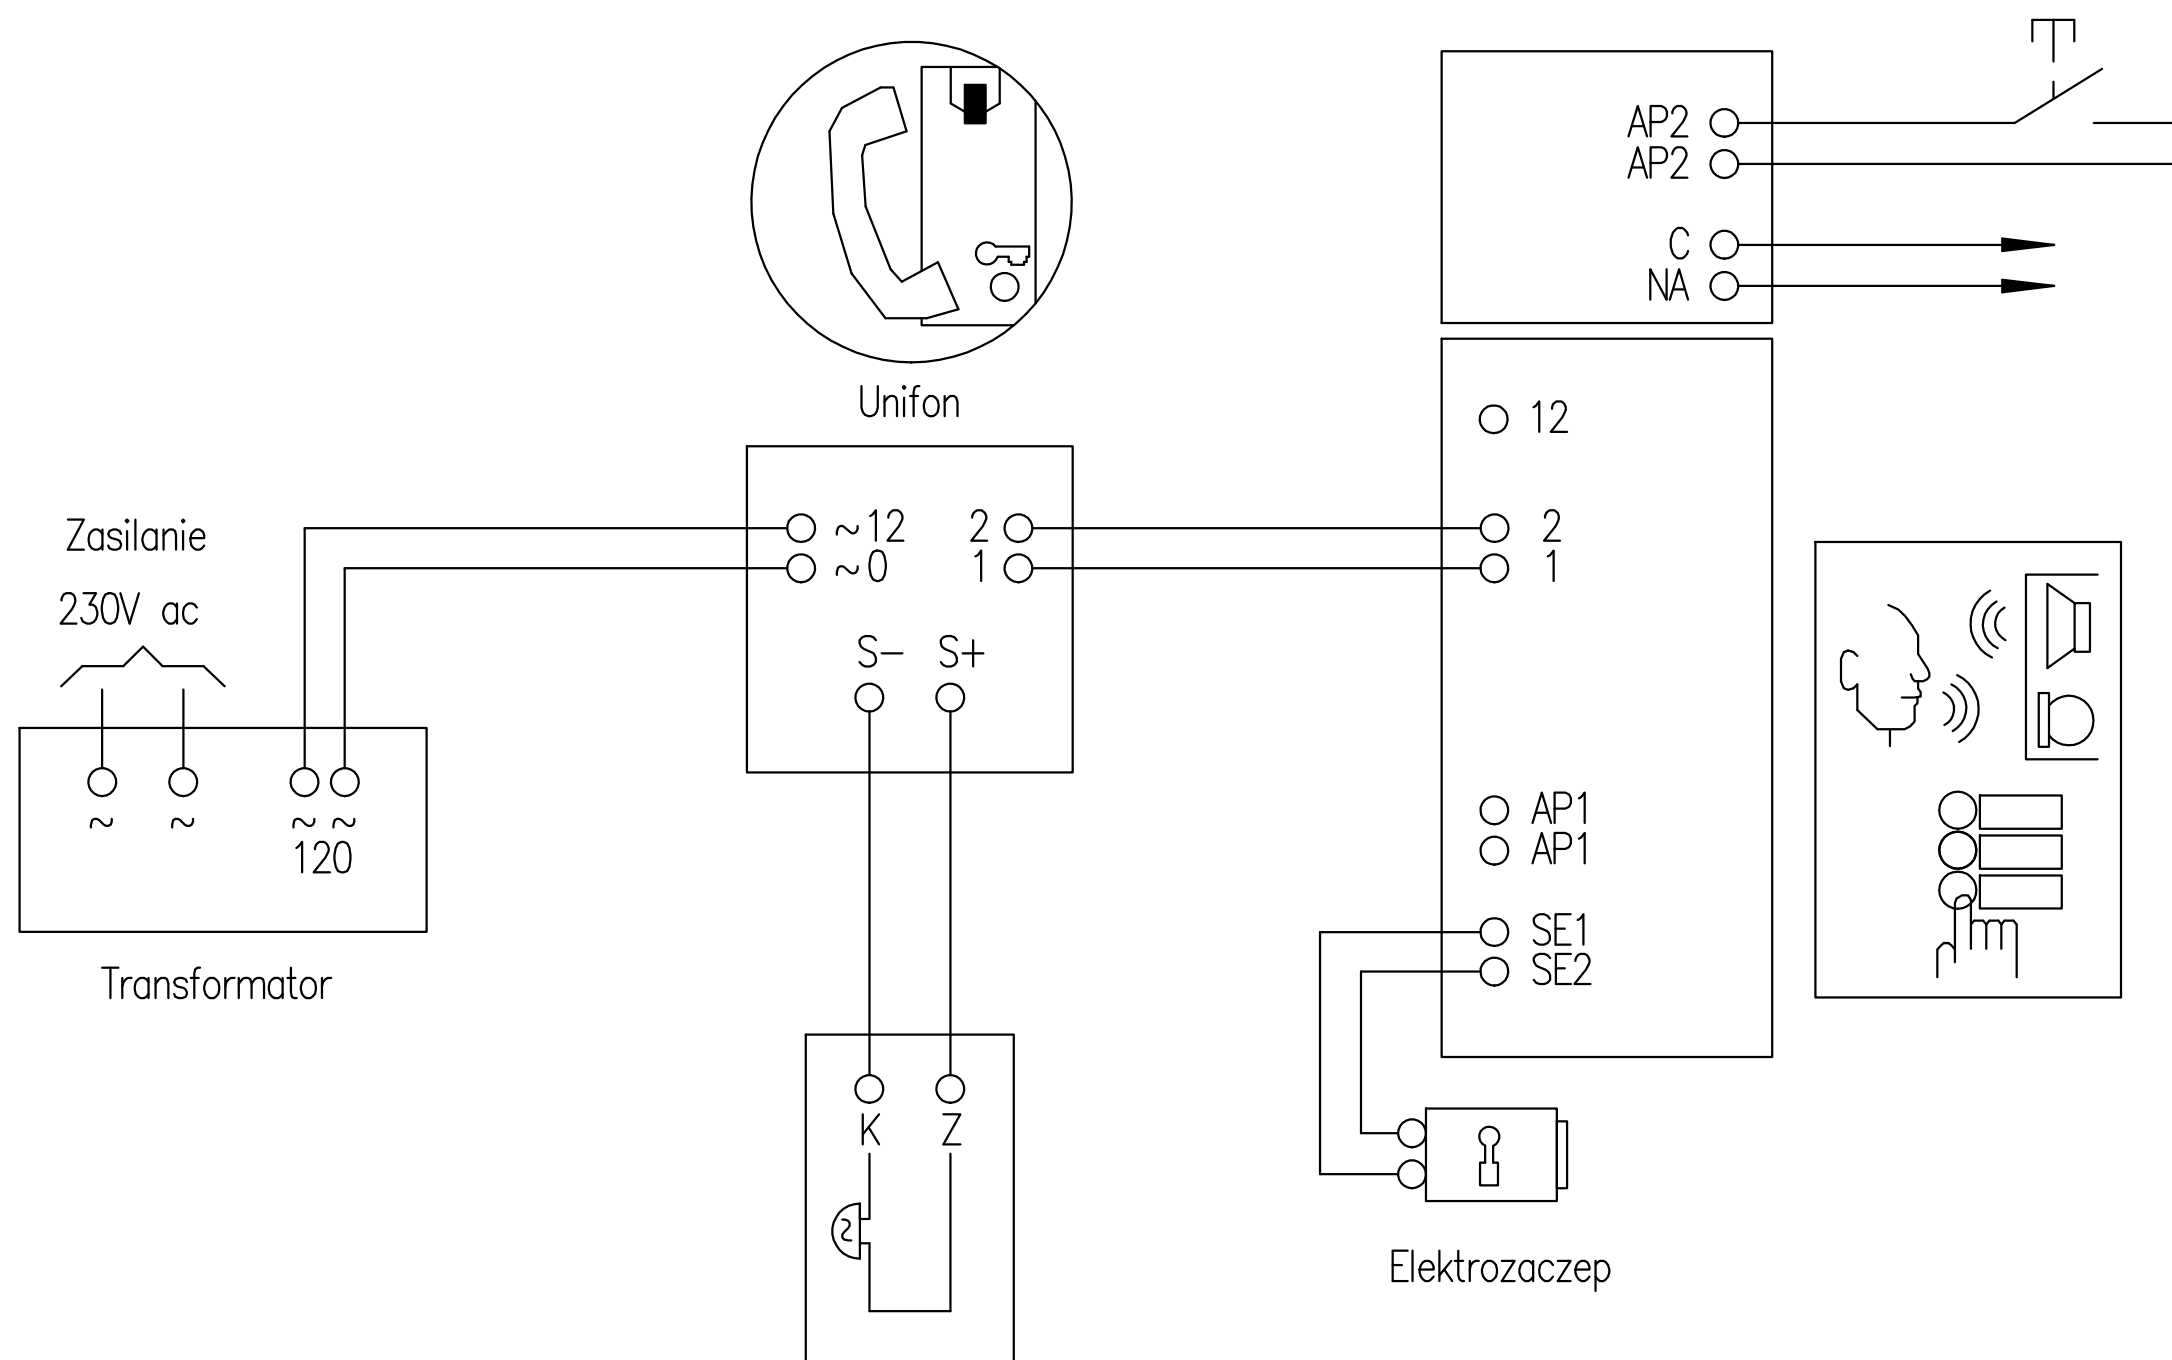 AP2
AP2
C
NA
Unifon
12
~12 2
~0 1
2
1
Zasilanie
230V ac
S- S+
~ ~ ~ ~
120
Transformator
AP1
AP1
SE1
SE2
K Z
~
Elektrozaczep